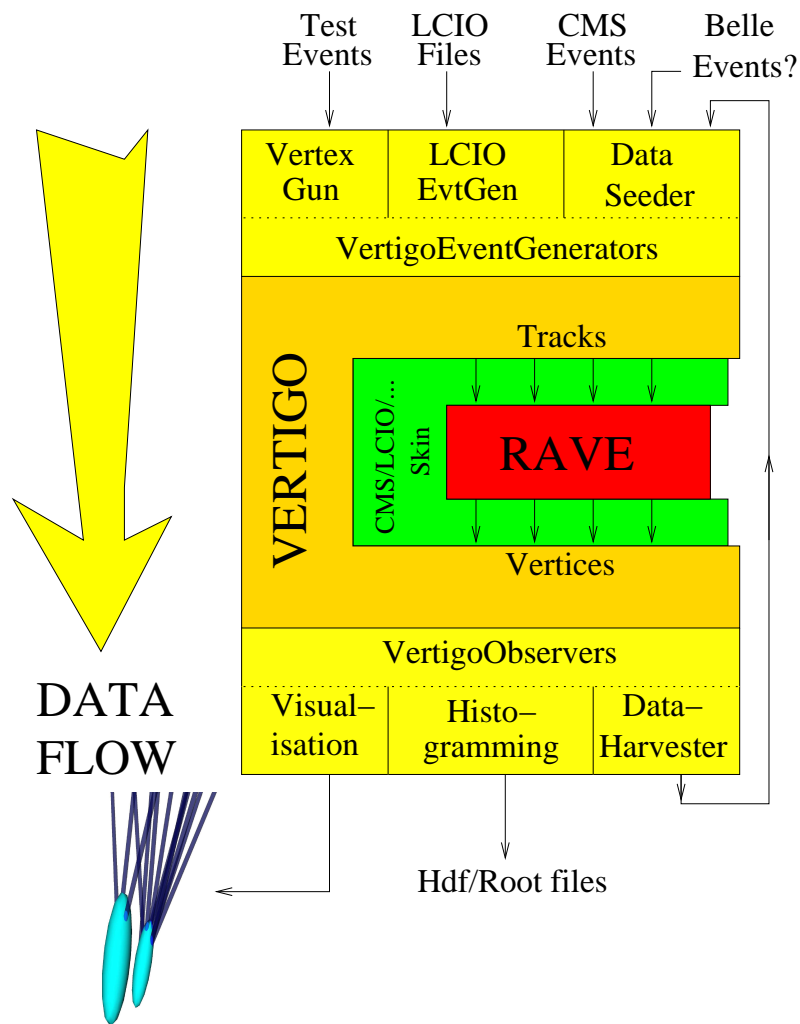 Test
Events
LCIO
Files
CMS
Events
Belle
Events?
Vertex
Gun
LCIO
EvtGen
Data
Seeder
VertigoEventGenerators
Tracks
VERTIGO
CMS/LCIO/...
Skin
RAVE
Vertices
VertigoObservers
DATA
FLOW
Visual–
isation
Histo–
gramming
Data–
Harvester
Hdf/Root files